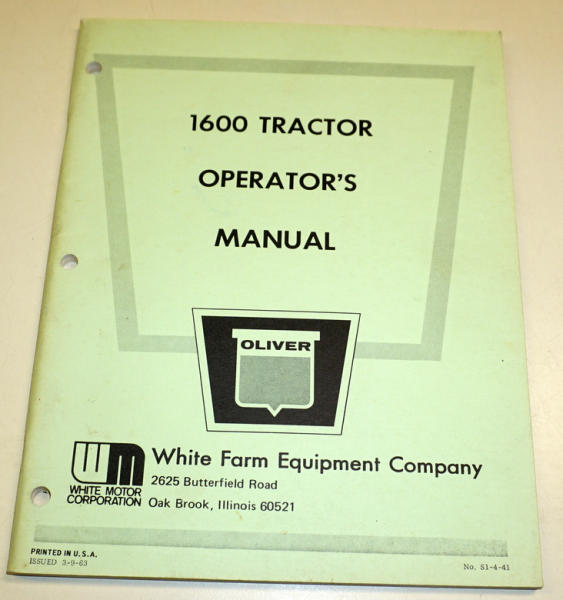 1600 TRACTOR
OPERATOR'S
MANUAL
OLIVER
WM
WHITE MOTOR
CORPORATION
White Farm Equipment Company
2625 Butterfield Road
Oak Brook, Illinois 60521
PRINTED IN U.S.A.
ISSUED 3-9-63
No. S1-4-41